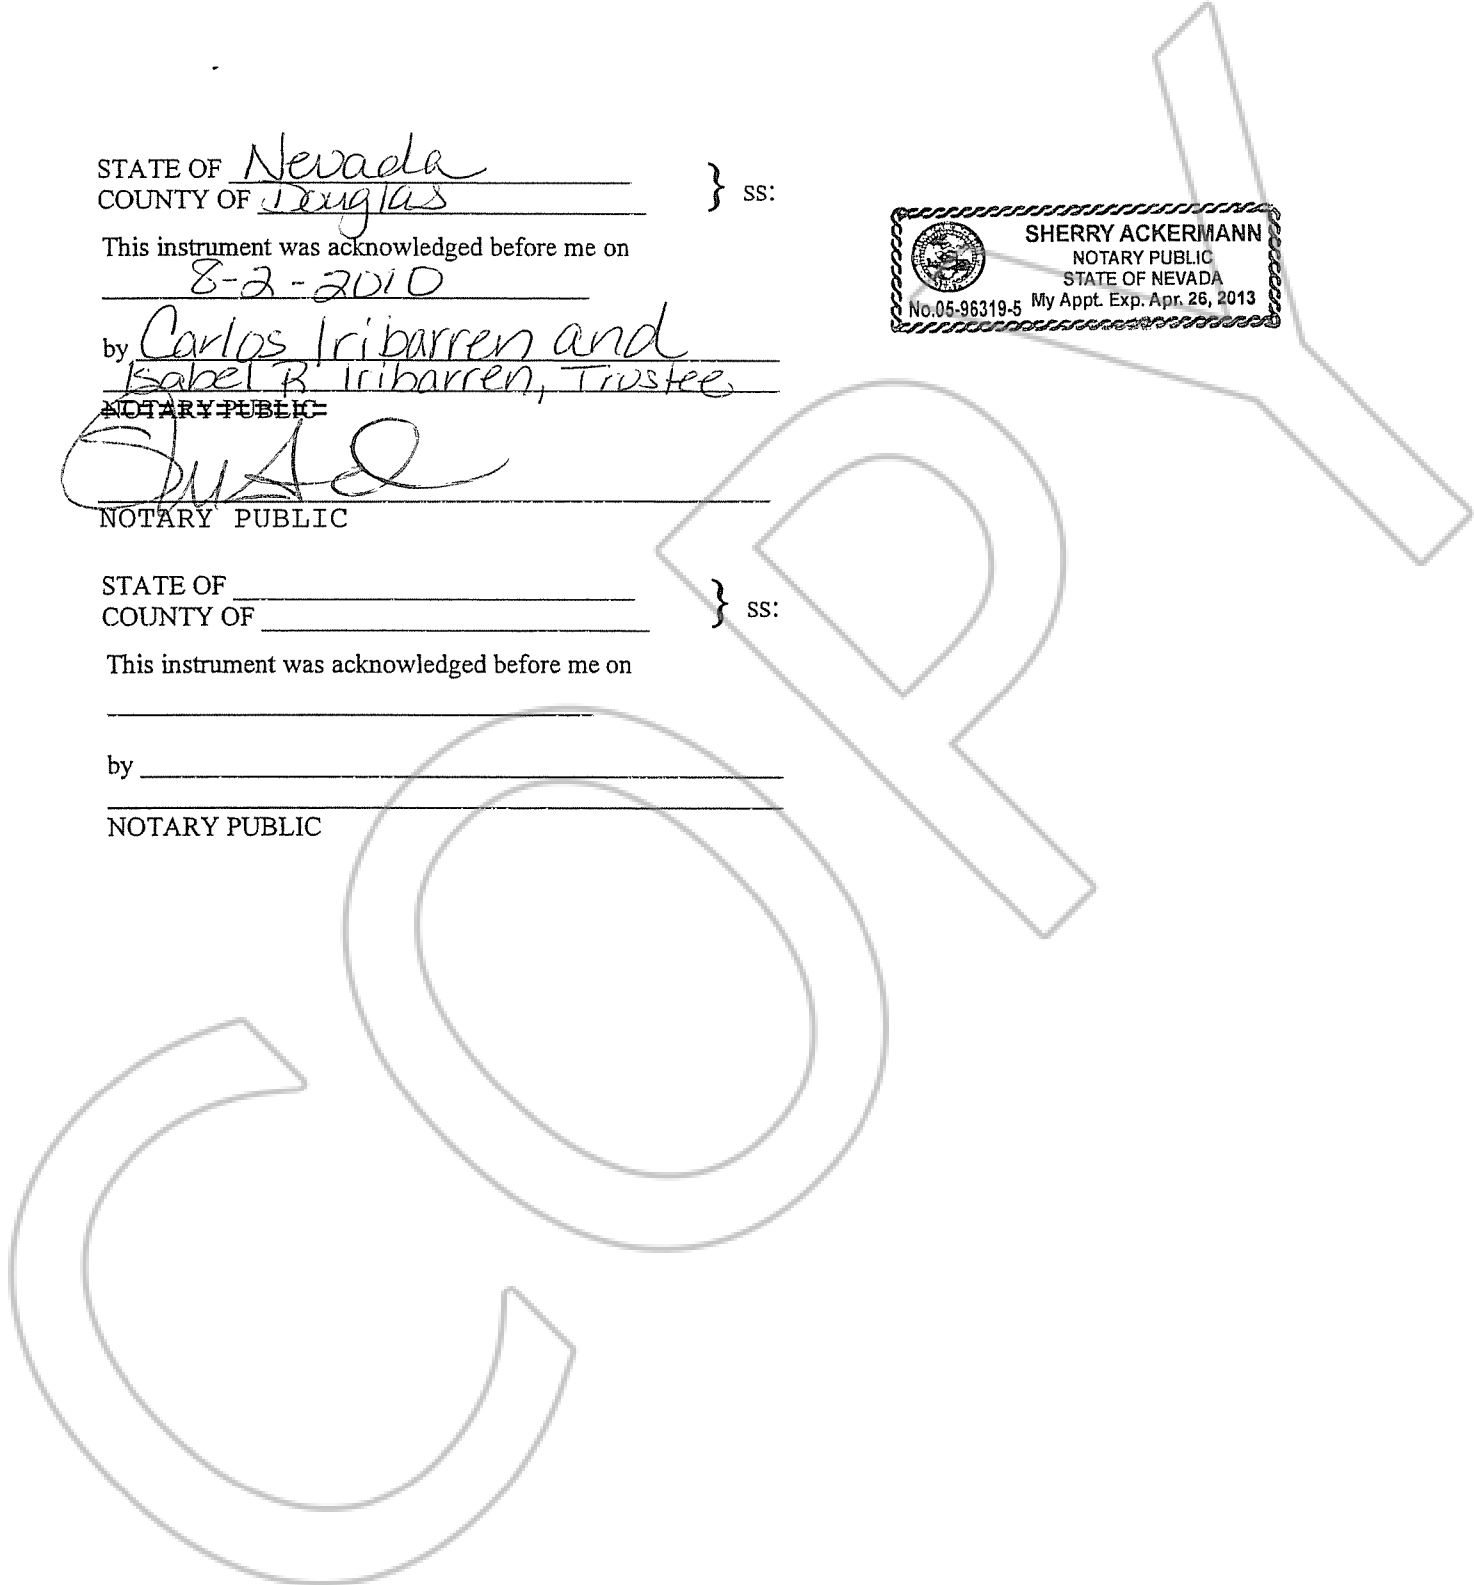 STATE OF Nevada } ss:
COUNTY OF Douglas
This instrument was acknowledged before me on
8-2-2010
by Carlos Iribarren and
Isabel R Iribarren, Trustee
NOTARY PUBLIC
NOTARY PUBLIC
SHERRY ACKERMANN
NOTARY PUBLIC
STATE OF NEVADA
No.05-96319-5 My Appt. Exp. Apr. 26, 2013
STATE OF } ss:
COUNTY OF
This instrument was acknowledged before me on
by
NOTARY PUBLIC
COPY